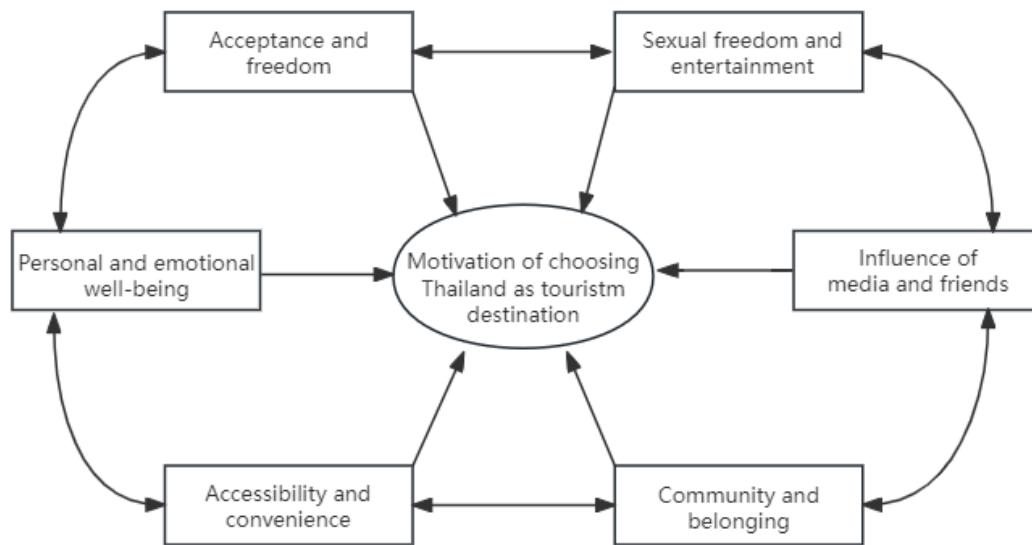 Acceptance and
freedom
Sexual freedom and
entertainment
Personal and emotional
well-being
Motivation of choosing
Thailand as touristm
destination
Influence of
media and friends
Accessibility and
convenience
Community and
belonging